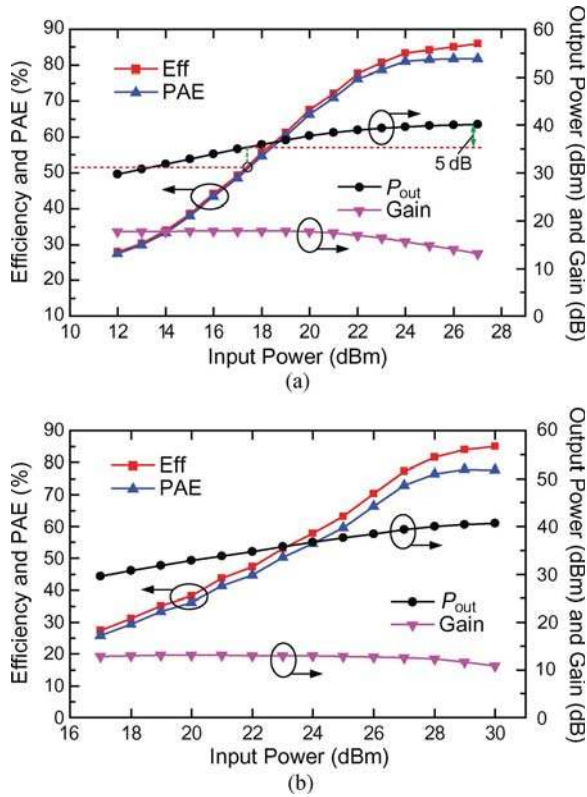 90
80
70
60
50
40
30
20
10
Efficiency and PAE (%)
Eff
PAE
5 dB
Pout
Gain
60
50
40
30
20
10
0
Output Power (dBm) and Gain (dB)
10 12 14 16 18 20 22 24 26 28
Input Power (dBm)
(a)
90
80
70
60
50
40
30
20
10
Efficiency and PAE (%)
Eff
PAE
Pout
Gain
60
50
40
30
20
10
0
Output Power (dBm) and Gain (dB)
16 18 20 22 24 26 28 30
Input Power (dBm)
(b)